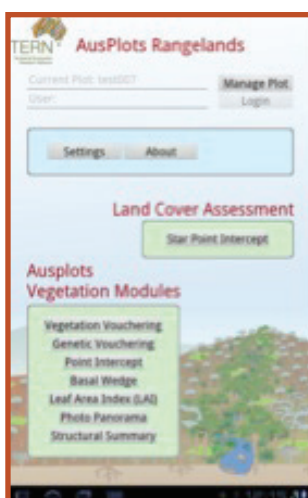 TERN
AusPlots Rangelands
Current Plot: test007
Manage Plot
User:
Login
Settings
About
Land Cover Assessment
Star Point Intercept
Ausplots
Vegetation Modules
Vegetation Vouchering
Genetic Vouchering
Point Intercept
Basal Wedge
Leaf Area Index (LAI)
Photo Panorama
Structural Summary